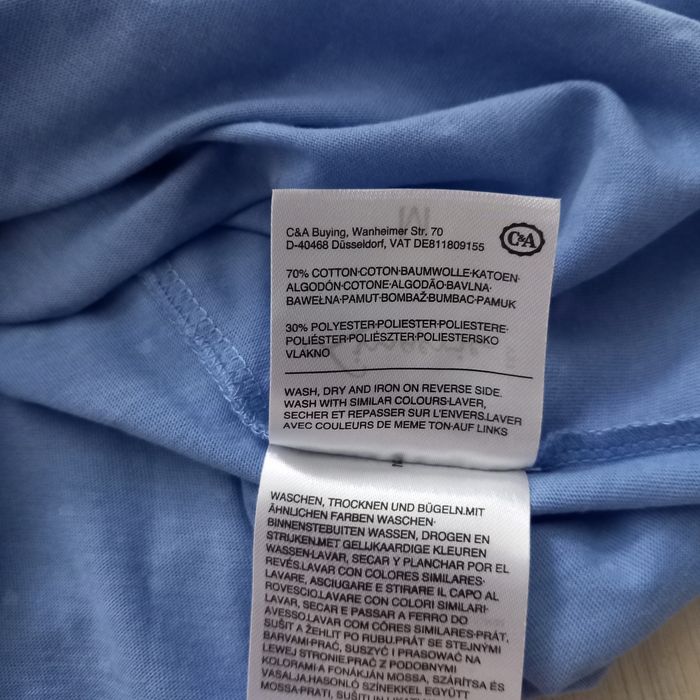 C&A Buying, Wanheimer Str. 70
D-40468 Düsseldorf, VAT DE811809155
C&A
70% COTTON·COTON·BAUMWOLLE·KATOEN·
ALGODÓN·COTONE·ALGODÃO·BAVLNA·
BAWEŁNA·PAMUT·BOMBAŽ·BUMBAC·PAMUK
30% POLYESTER·POLIESTER·POLIESTERE·
POLIÉSTER·POLIÉSZTER·POLIESTERSKO
VLAKNO
WASH, DRY AND IRON ON REVERSE SIDE.
WASH WITH SIMILAR COLOURS·LAVER,
SECHER ET REPASSER SUR L'ENVERS.LAVER
AVEC COULEURS DE MEME TON·AUF LINKS
WASCHEN, TROCKNEN UND BÜGELN.MIT
ÄHNLICHEN FARBEN WASCHEN·
BINNENSTEBUITEN WASSEN, DROGEN EN
STRIJKEN.MET GELIJKAARDIGE KLEUREN
WASSEN·LAVAR, SECAR Y PLANCHAR POR EL
REVÉS.LAVAR CON COLORES SIMILARES·
LAVARE, ASCIUGARE E STIRARE IL CAPO AL
ROVESCIO.LAVARE CON COLORI SIMILARI·
LAVAR, SECAR E PASSAR A FERRO DO
AVESSO.LAVAR COM CÔRES SIMILARES·PRÁT,
SUŠIT A ŽEHLIT PO RUBU.PRÁT SE STEJNÝMI
BARVAMI·PRAĆ, SUSZYĆ I PRASOWAĆ NA
LEWEJ STRONIE.PRAĆ Z PODOBNYMI
KOLORAMI·A FONÁKJÁN MOSSA, SZÁRÍTSA ÉS
VASALJA.HASONLÓ SZÍNEKKEL EGYÜTT
MOSSA·PRATI, SUŠITI IN LIKATI